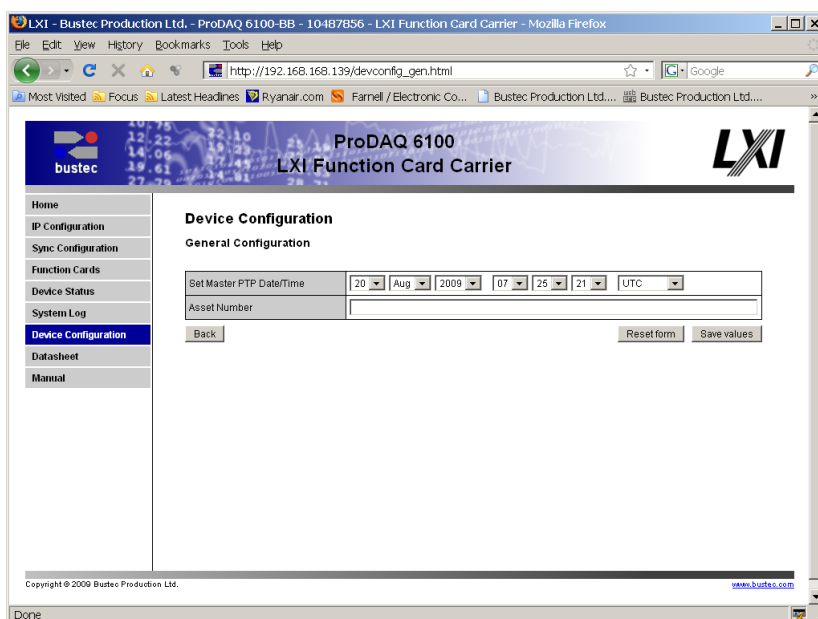 LXI - Bustec Production Ltd. - ProDAQ 6100-BB - 10487856 - LXI Function Card Carrier - Mozilla Firefox
File Edit View History Bookmarks Tools Help
http://192.168.168.139/devconfig_gen.html
G Google
Most Visited Focus Latest Headlines Ryanair.com Farnell / Electronic Co... Bustec Production Ltd.... Bustec Production Ltd.... »
ProDAQ 6100
LXI Function Card Carrier
bustec
LXI
Home
IP Configuration
Sync Configuration
Function Cards
Device Status
System Log
Device Configuration
Datasheet
Manual
Device Configuration
General Configuration
Set Master PTP Date/Time 20 Aug 2009 07 25 21 UTC
Asset Number
Back Reset form Save values
Copyright © 2009 Bustec Production Ltd. www.bustec.com
Done